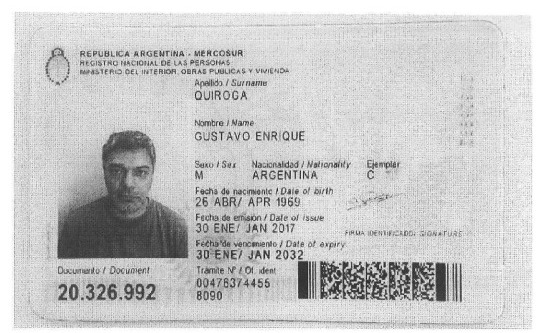 REPUBLICA ARGENTINA - MERCOSUR
REGISTRO NACIONAL DE LAS PERSONAS
MINISTERIO DEL INTERIOR, OBRAS PUBLICAS Y VIVIENDA
Apellido / Surname
QUIROGA
Nombre / Name
GUSTAVO ENRIQUE
Sexo / Sex Nacionalidad / Nationality Ejemplar
M ARGENTINA C
Fecha de nacimiento / Date of birth
26 ABR/ APR 1969
Fecha de emisión / Date of issue
30 ENE/ JAN 2017
FIRMA IDENTIFICADO/ SIGNATURE
Fecha de vencimiento / Date of expiry
30 ENE/ JAN 2032
Documento / Document
20.326.992
Trámite Nº / Of. ident
00476374455
8090